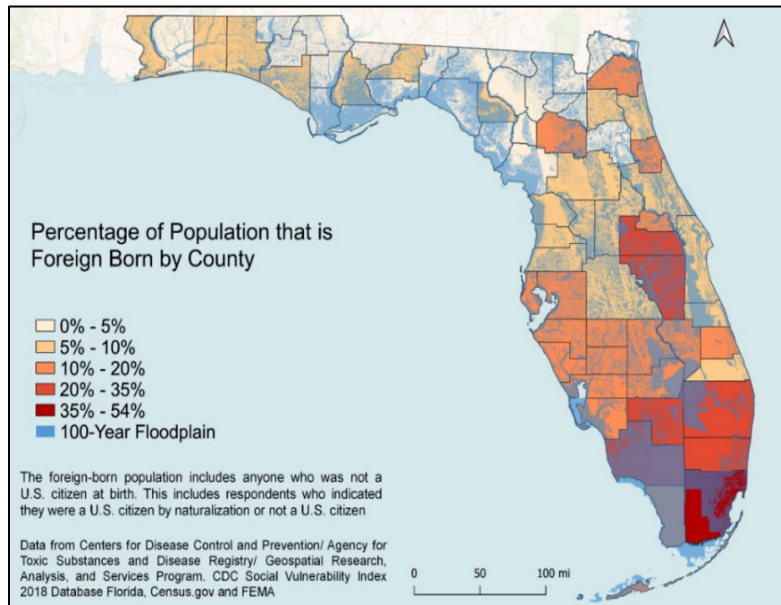 Percentage of Population that is
Foreign Born by County
0% - 5%
5% - 10%
10% - 20%
20% - 35%
35% - 54%
100-Year Floodplain
The foreign-born population includes anyone who was not a
U.S. citizen at birth. This includes respondents who indicated
they were a U.S. citizen by naturalization or not a U.S. citizen
Data from Centers for Disease Control and Prevention/ Agency for
Toxic Substances and Disease Registry/ Geospatial Research,
Analysis, and Services Program. CDC Social Vulnerability Index
2018 Database Florida, Census.gov and FEMA
0 50 100 mi